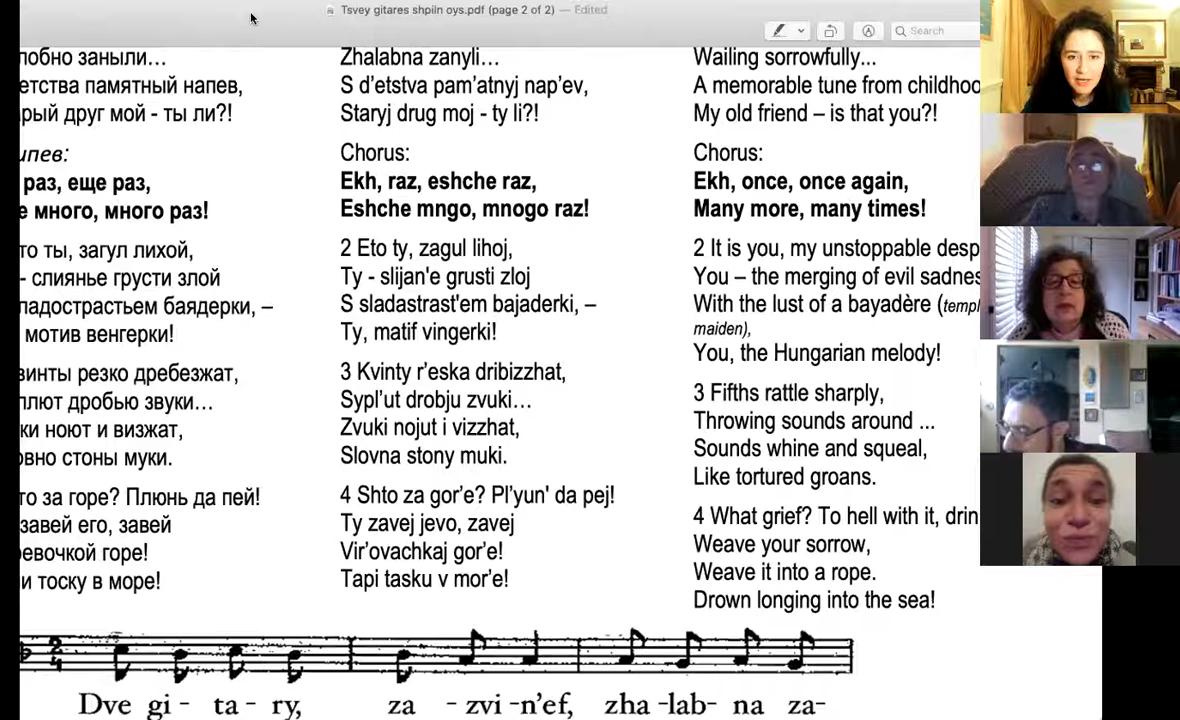 Tsvey gitares shpiln oys.pdf (page 2 of 2) — Edited
Search
лобно заныли…
етства памятный напев,
рый друг мой - ты ли?!
ипев:
раз, еще раз,
е много, много раз!
то ты, загул лихой,
- слиянье грусти злой
ладострастьем баядерки, –
мотив венгерки!
винты резко дребезжат,
плют дробью звуки…
ки ноют и визжат,
овно стоны муки.
то за горе? Плюнь да пей!
завей его, завей
ревочкой горе!
и тоску в море!
Zhalabna zanyli…
S d'etstva pam'atnyj nap'ev,
Staryj drug moj - ty li?!
Chorus:
Ekh, raz, eshche raz,
Eshche mngo, mnogo raz!
2 Eto ty, zagul lihoj,
Ty - slijan'e grusti zloj
S sladastrast'em bajaderki, –
Ty, matif vingerki!
3 Kvinty r'eska dribizzhat,
Sypl'ut drobju zvuki…
Zvuki nojut i vizzhat,
Slovna stony muki.
4 Shto za gor'e? Pl'yun' da pej!
Ty zavej jevo, zavej
Vir'ovachkaj gor'e!
Tapi tasku v mor'e!
Wailing sorrowfully...
A memorable tune from childhoo
My old friend – is that you?!
Chorus:
Ekh, once, once again,
Many more, many times!
2 It is you, my unstoppable desp
You – the merging of evil sadnes
With the lust of a bayadère (templ
maiden),
You, the Hungarian melody!
3 Fifths rattle sharply,
Throwing sounds around ...
Sounds whine and squeal,
Like tortured groans.
4 What grief? To hell with it, drin
Weave your sorrow,
Weave it into a rope.
Drown longing into the sea!
2
4
Dve gi - ta - ry, za - zvi -n'ef, zha -lab- na za-